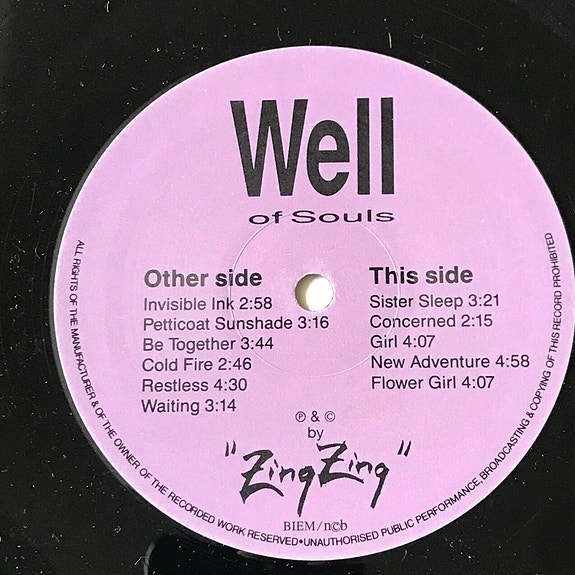 Well
of Souls
Other side
Invisible Ink 2:58
Petticoat Sunshade 3:16
Be Together 3:44
Cold Fire 2:46
Restless 4:30
Waiting 3:14
This side
Sister Sleep 3:21
Concerned 2:15
Girl 4:07
New Adventure 4:58
Flower Girl 4:07
℗ & ©
by
"Zing Zing"
BIEM/n©b
ALL RIGHTS OF THE MANUFACTURER & OF THE OWNER OF THE RECORDED WORK RESERVED•UNAUTHORISED PUBLIC PERFORMANCE, BROADCASTING & COPYING OF THIS RECORD PROHIBITED